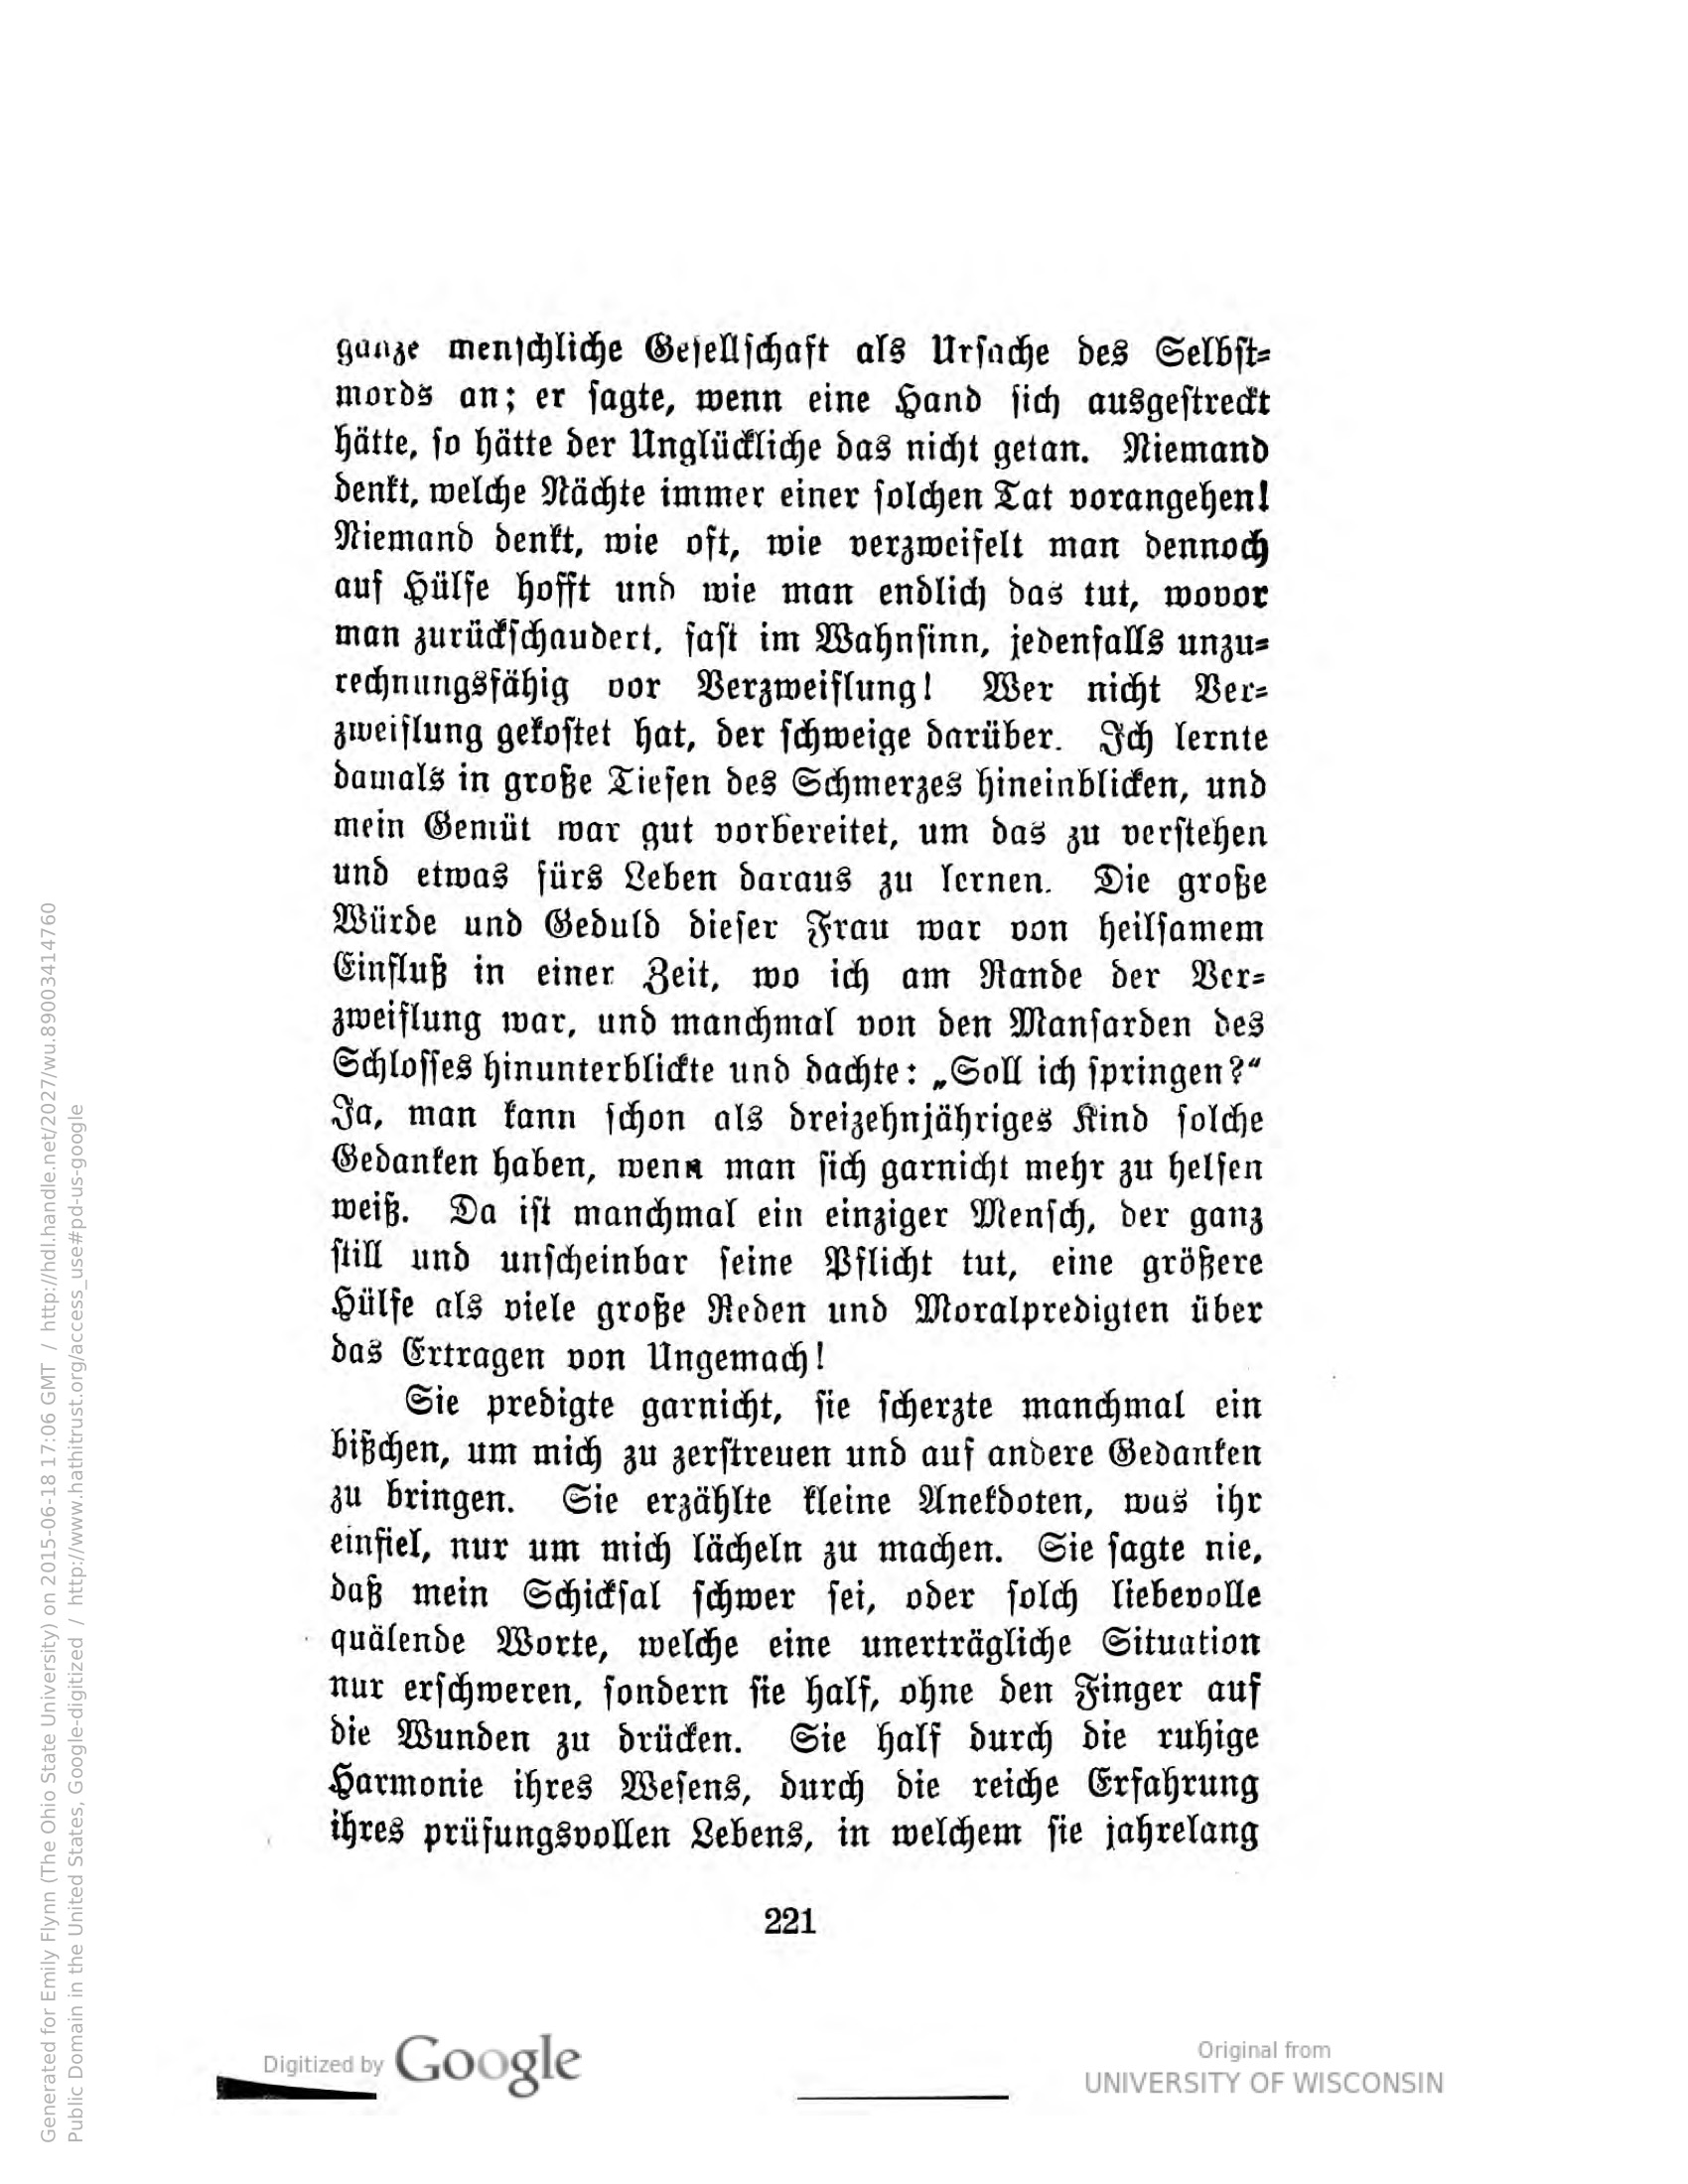 ganze menschliche Gesellschaft als Ursache des Selbst-
mords an; er sagte, wenn eine Hand sich ausgestreckt
hätte, so hätte der Unglückliche das nicht getan. Niemand
denkt, welche Nächte immer einer solchen Tat vorangehen!
Niemand denkt, wie oft, wie verzweifelt man dennoch
auf Hülfe hofft und wie man endlich das tut, wovor
man zurückschaudert, fast im Wahnsinn, jedenfalls unzu-
rechnungsfähig vor Verzweiflung! Wer nicht Ver-
zweiflung gekostet hat, der schweige darüber. Ich lernte
damals in große Tiefen des Schmerzes hineinblicken, und
mein Gemüt war gut vorbereitet, um das zu verstehen
und etwas fürs Leben daraus zu lernen. Die große
Würde und Geduld dieser Frau war von heilsamem
Einfluß in einer Zeit, wo ich am Rande der Ver-
zweiflung war, und manchmal von den Mansarden des
Schlosses hinunterblickte und dachte: „Soll ich springen?“
Ja, man kann schon als dreizehnjähriges Kind solche
Gedanken haben, wenn man sich garnicht mehr zu helfen
weiß. Da ist manchmal ein einziger Mensch, der ganz
still und unscheinbar seine Pflicht tut, eine größere
Hülfe als viele große Reden und Moralpredigten über
das Ertragen von Ungemach!
Sie predigte garnicht, sie scherzte manchmal ein
bißchen, um mich zu zerstreuen und auf andere Gedanken
zu bringen. Sie erzählte kleine Anekdoten, was ihr
einfiel, nur um mich lächeln zu machen. Sie sagte nie,
daß mein Schicksal schwer sei, oder solch liebevolle
quälende Worte, welche eine unerträgliche Situation
nur erschweren, sondern sie half, ohne den Finger auf
die Wunden zu drücken. Sie half durch die ruhige
Harmonie ihres Wesens, durch die reiche Erfahrung
ihres prüfungsvollen Lebens, in welchem sie jahrelang
221
Digitized by Google
Original from
UNIVERSITY OF WISCONSIN
Generated for Emily Flynn (The Ohio State University) on 2015-06-18 17:06 GMT / http://hdl.handle.net/2027/wu.89003414760
Public Domain in the United States, Google-digitized / http://www.hathitrust.org/access_use#pd-us-google